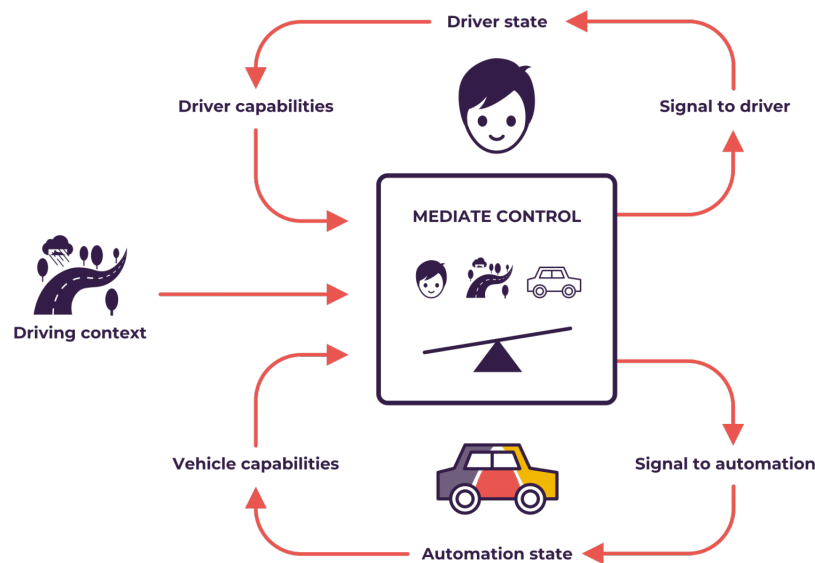 Driver state
Driver capabilities
Signal to driver
MEDIATE CONTROL
Driving context
Vehicle capabilities
Signal to automation
Automation state